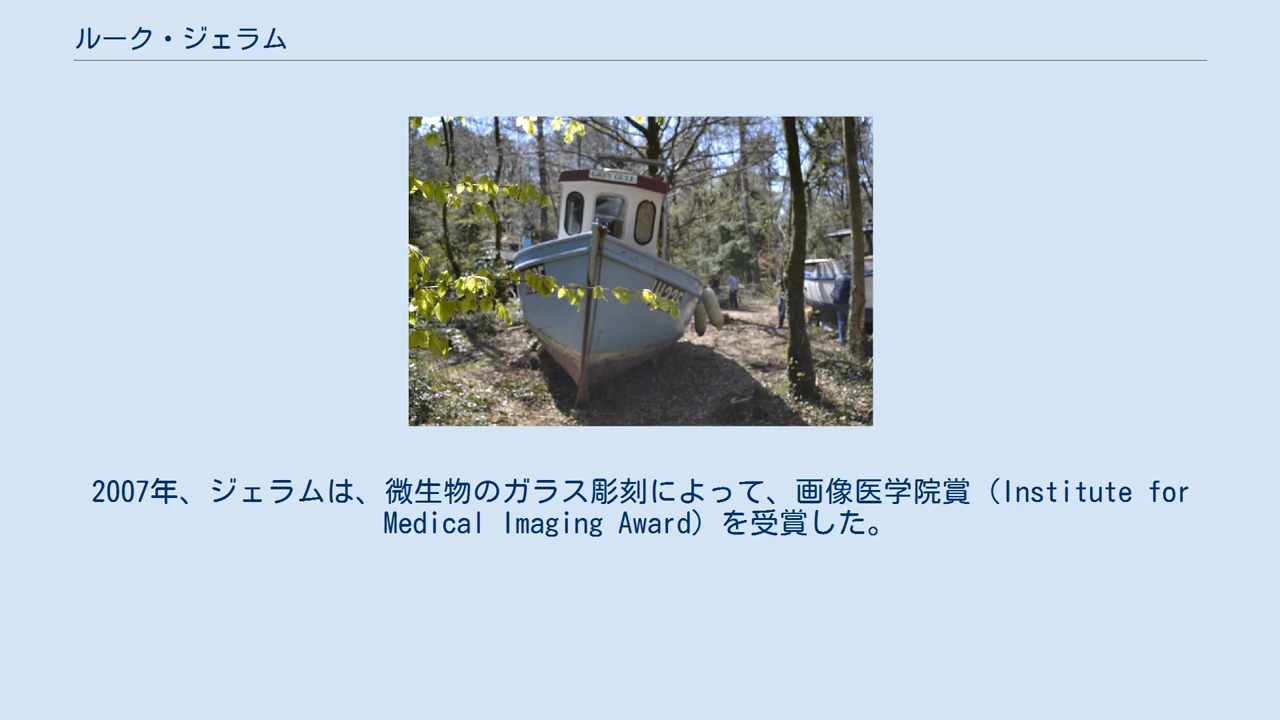 ルーク・ジェラム
GREY GULL
2007年、ジェラムは、微生物のガラス彫刻によって、画像医学院賞（Institute for
Medical Imaging Award）を受賞した。